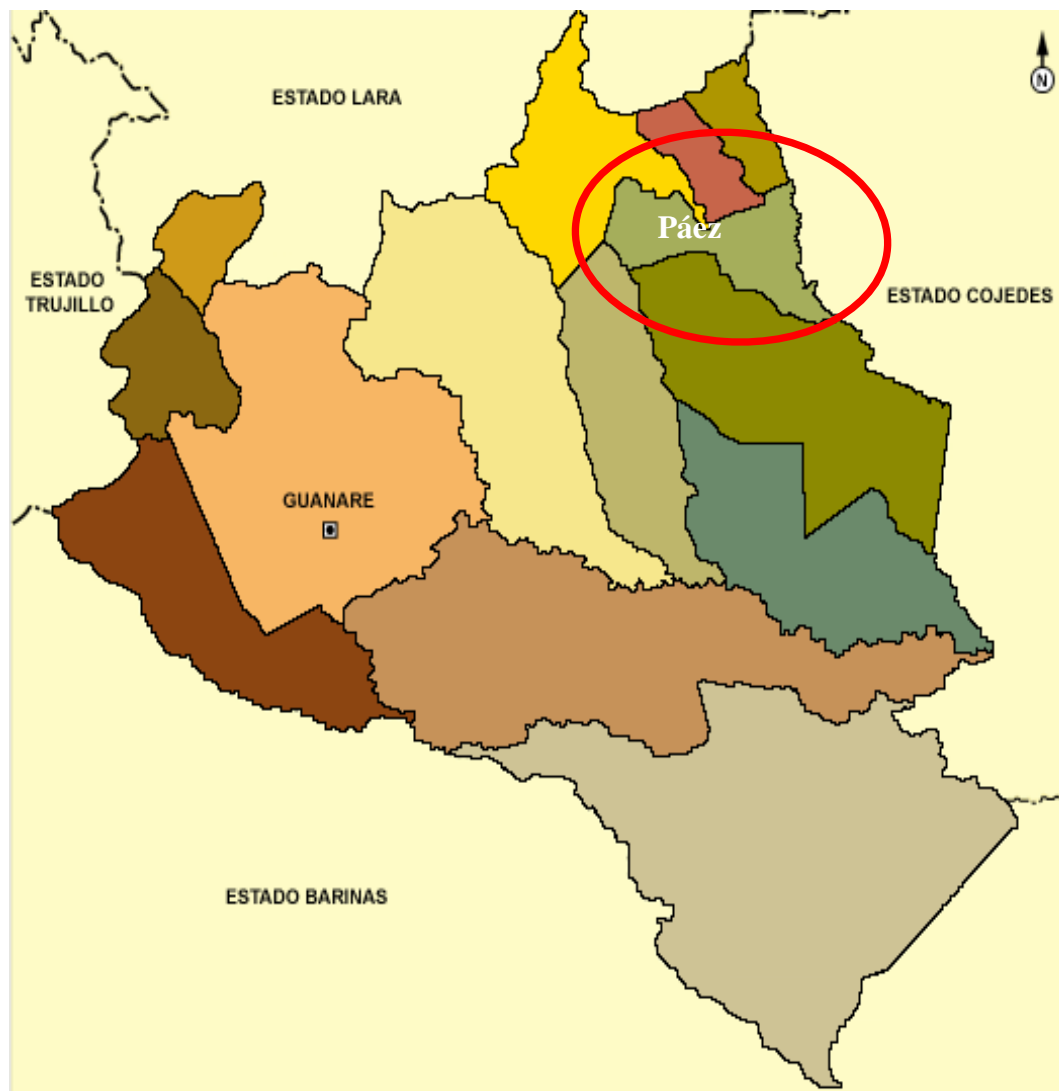 N
ESTADO LARA
Páez
ESTADO
TRUJILLO
ESTADO COJEDES
GUANARE
ESTADO BARINAS